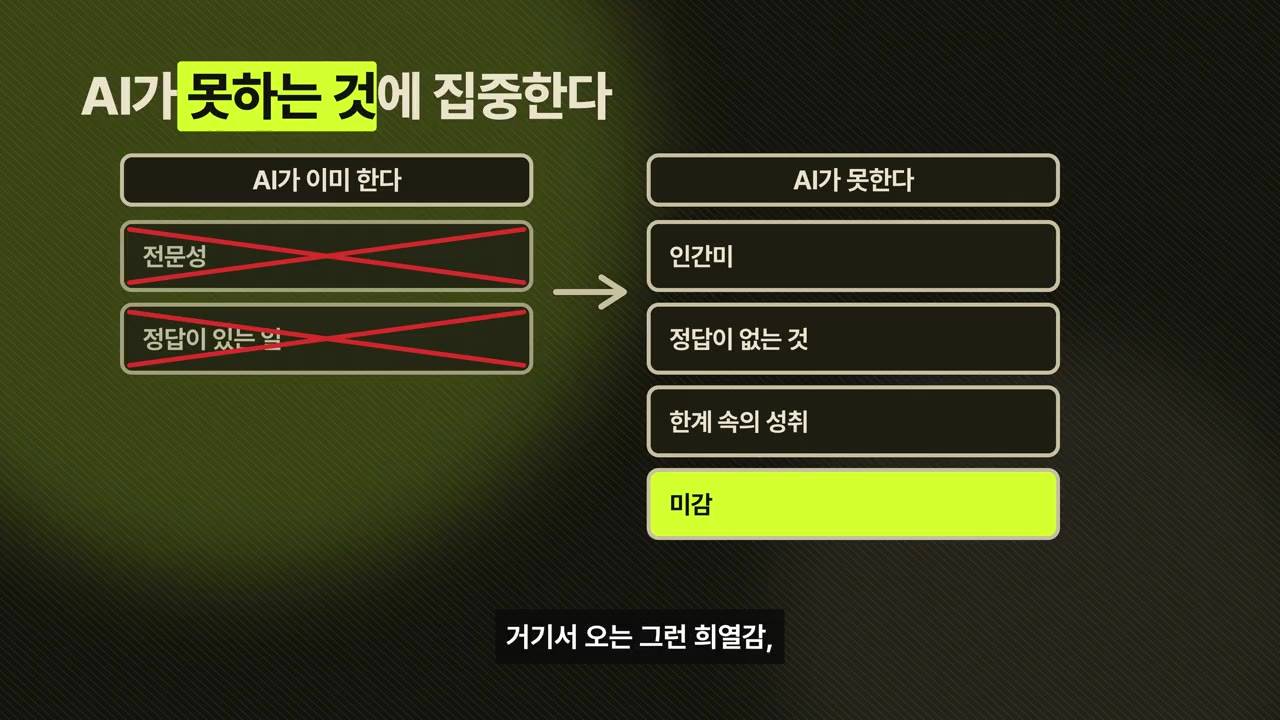 AI가 못하는 것에 집중한다
AI가 이미 한다
전문성
정답이 있는 일
AI가 못한다
인간미
정답이 없는 것
한계 속의 성취
미감
거기서 오는 그런 희열감,